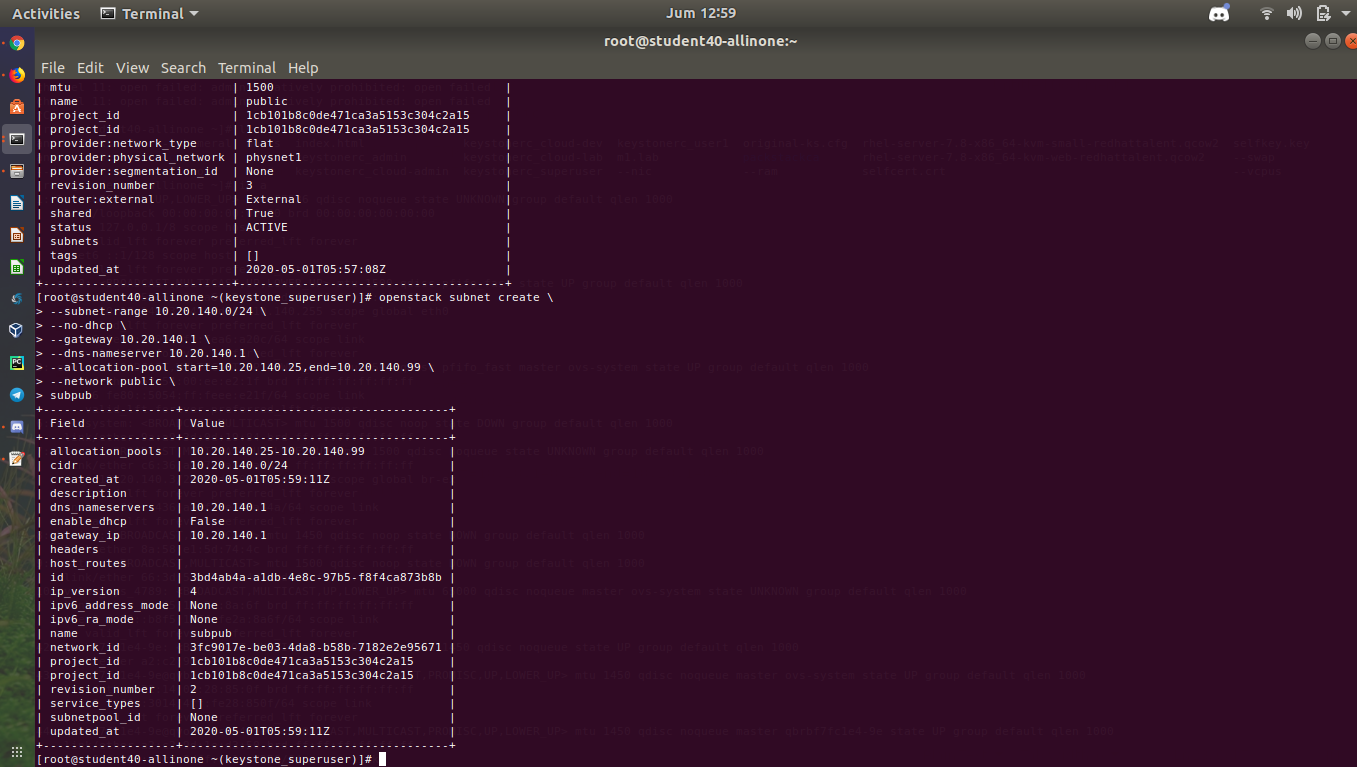 Activities Terminal Jum 12:59
root@student40-allinone:~
File Edit View Search Terminal Help
| mtu | 1500 |
| name | public |
| project_id | 1cb101b8c0de471ca3a5153c304c2a15 |
| project_id | 1cb101b8c0de471ca3a5153c304c2a15 |
| provider:network_type | flat |
| provider:physical_network | physnet1 |
| provider:segmentation_id | None |
| revision_number | 3 |
| router:external | External |
| shared | True |
| status | ACTIVE |
| subnets | |
| tags | [] |
| updated_at | 2020-05-01T05:57:08Z |
+---------------------------+----------------------------------+
[root@student40-allinone ~(keystone_superuser)]# openstack subnet create \
> --subnet-range 10.20.140.0/24 \
> --no-dhcp \
> --gateway 10.20.140.1 \
> --dns-nameserver 10.20.140.1 \
> --allocation-pool start=10.20.140.25,end=10.20.140.99 \
> --network public \
> subpub
+-------------------+--------------------------------------+
| Field | Value |
+-------------------+--------------------------------------+
| allocation_pools | 10.20.140.25-10.20.140.99 |
| cidr | 10.20.140.0/24 |
| created_at | 2020-05-01T05:59:11Z |
| description | |
| dns_nameservers | 10.20.140.1 |
| enable_dhcp | False |
| gateway_ip | 10.20.140.1 |
| headers | |
| host_routes | |
| id | 3bd4ab4a-a1db-4e8c-97b5-f8f4ca873b8b |
| ip_version | 4 |
| ipv6_address_mode | None |
| ipv6_ra_mode | None |
| name | subpub |
| network_id | 3fc9017e-be03-4da8-b58b-7182e2e95671 |
| project_id | 1cb101b8c0de471ca3a5153c304c2a15 |
| project_id | 1cb101b8c0de471ca3a5153c304c2a15 |
| revision_number | 2 |
| service_types | [] |
| subnetpool_id | None |
| updated_at | 2020-05-01T05:59:11Z |
+-------------------+--------------------------------------+
[root@student40-allinone ~(keystone_superuser)]#